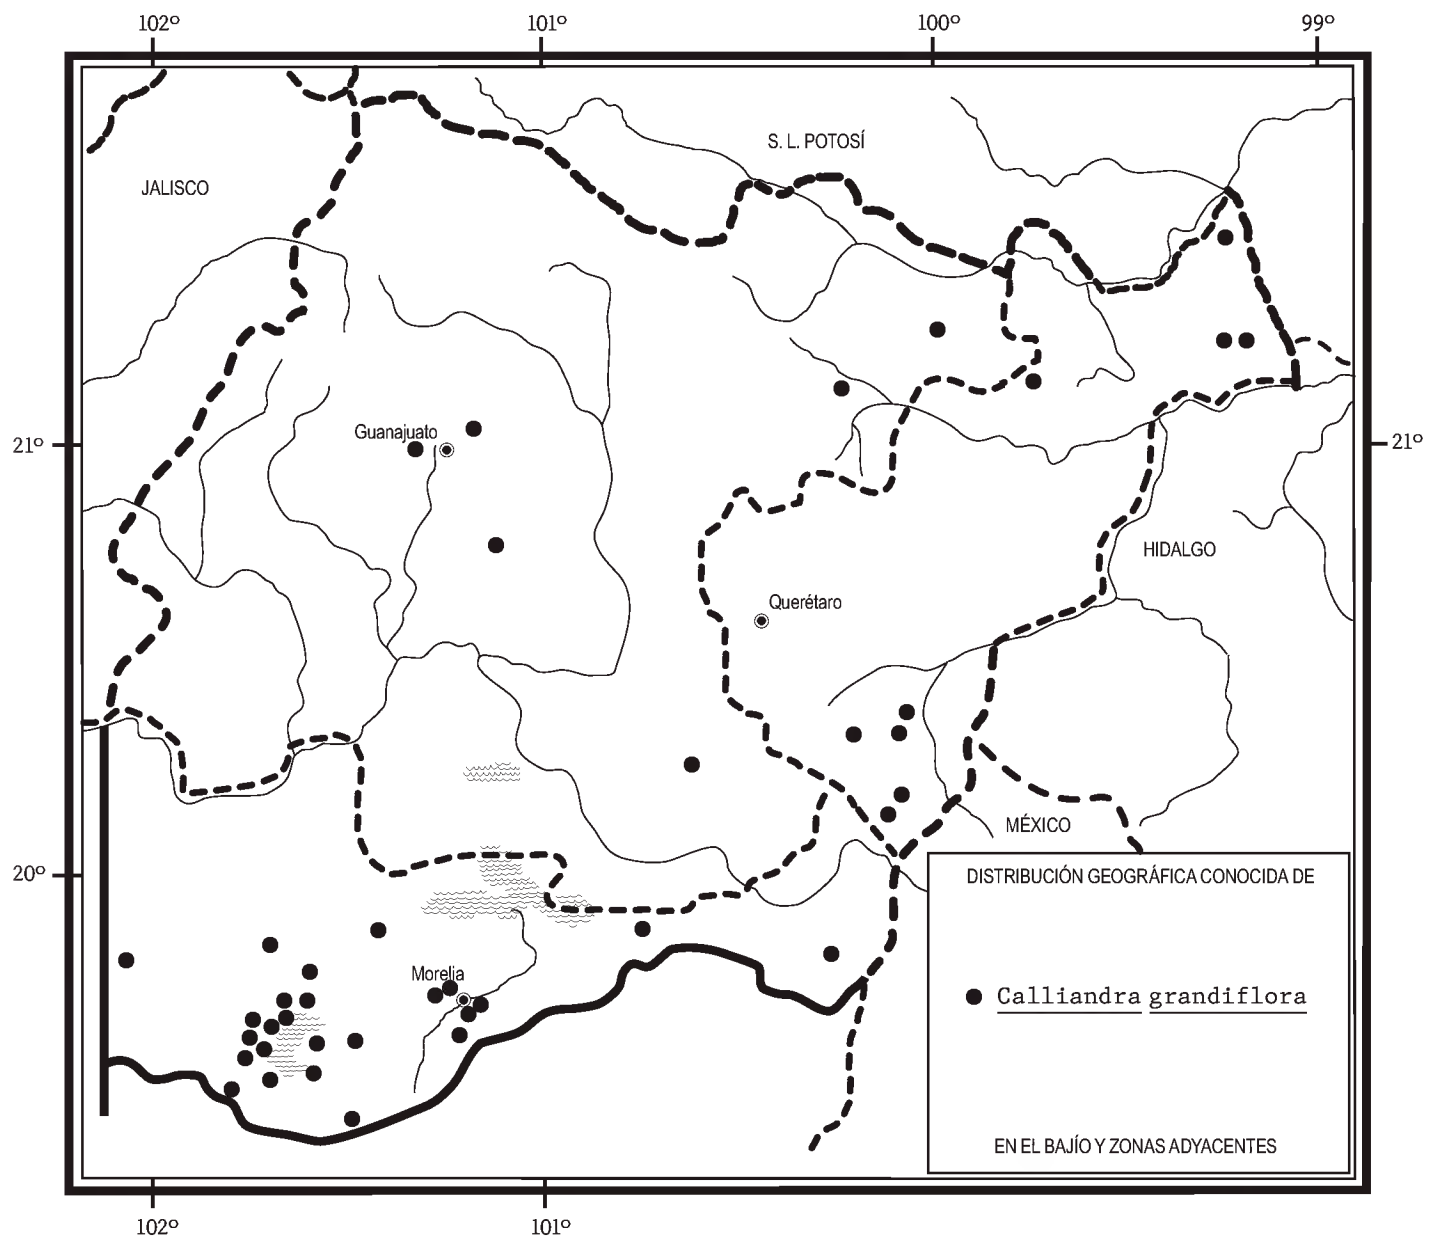 102º 101º 100º 99º
S. L. POTOSÍ
JALISCO
Guanajuato
21º 21º
HIDALGO
Querétaro
MÉXICO
20º
DISTRIBUCIÓN GEOGRÁFICA CONOCIDA DE
Morelia
Calliandra grandiflora
EN EL BAJÍO Y ZONAS ADYACENTES
102º 101º